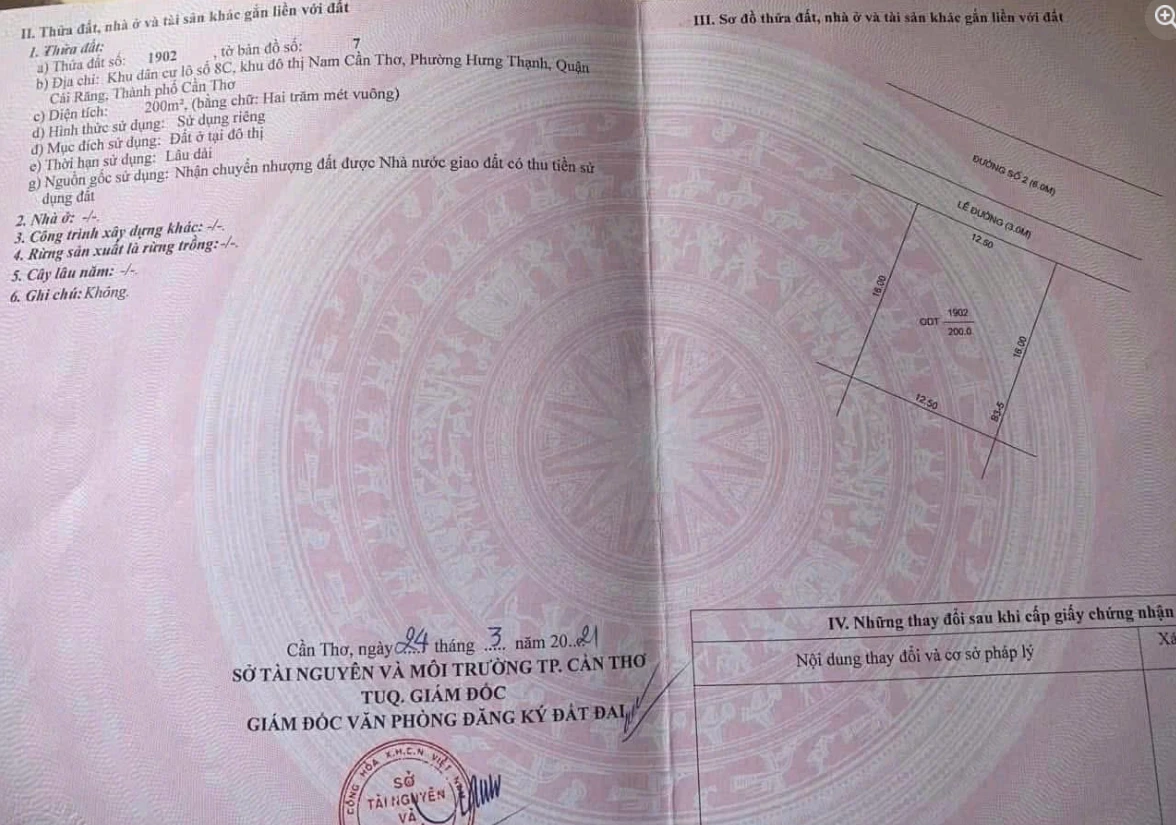 II. Thửa đất, nhà ở và tài sản khác gắn liền với đất
1. Thửa đất:
a) Thửa đất số: 1902 , tờ bản đồ số: 7
b) Địa chỉ: Khu dân cư lô số 8C, khu đô thị Nam Cần Thơ, Phường Hưng Thạnh, Quận
Cái Răng, Thành phố Cần Thơ
c) Diện tích: 200m², (bằng chữ: Hai trăm mét vuông)
d) Hình thức sử dụng: Sử dụng riêng
đ) Mục đích sử dụng: Đất ở tại đô thị
e) Thời hạn sử dụng: Lâu dài
g) Nguồn gốc sử dụng: Nhận chuyển nhượng đất được Nhà nước giao đất có thu tiền sử
dụng đất
2. Nhà ở: -/-.
3. Công trình xây dựng khác: -/-.
4. Rừng sản xuất là rừng trồng: -/-.
5. Cây lâu năm: -/-.
6. Ghi chú: Không.
Cần Thơ, ngày 24 tháng 3 năm 20..21
SỞ TÀI NGUYÊN VÀ MÔI TRƯỜNG TP. CẦN THƠ
TUQ. GIÁM ĐỐC
GIÁM ĐỐC VĂN PHÒNG ĐĂNG KÝ ĐẤT ĐAI
CỘNG HÒA X.H.C.N VIỆT
SỞ
TÀI NGUYÊN
VÀ
III. Sơ đồ thửa đất, nhà ở và tài sản khác gắn liền với đất
ĐƯỜNG SỐ 2 (6.0M)
LỀ ĐƯỜNG (3.0M)
12.50
16.00
ODT 1902
200.0
16.00
12.50
B3-5
IV. Những thay đổi sau khi cấp giấy chứng nhận
Nội dung thay đổi và cơ sở pháp lý